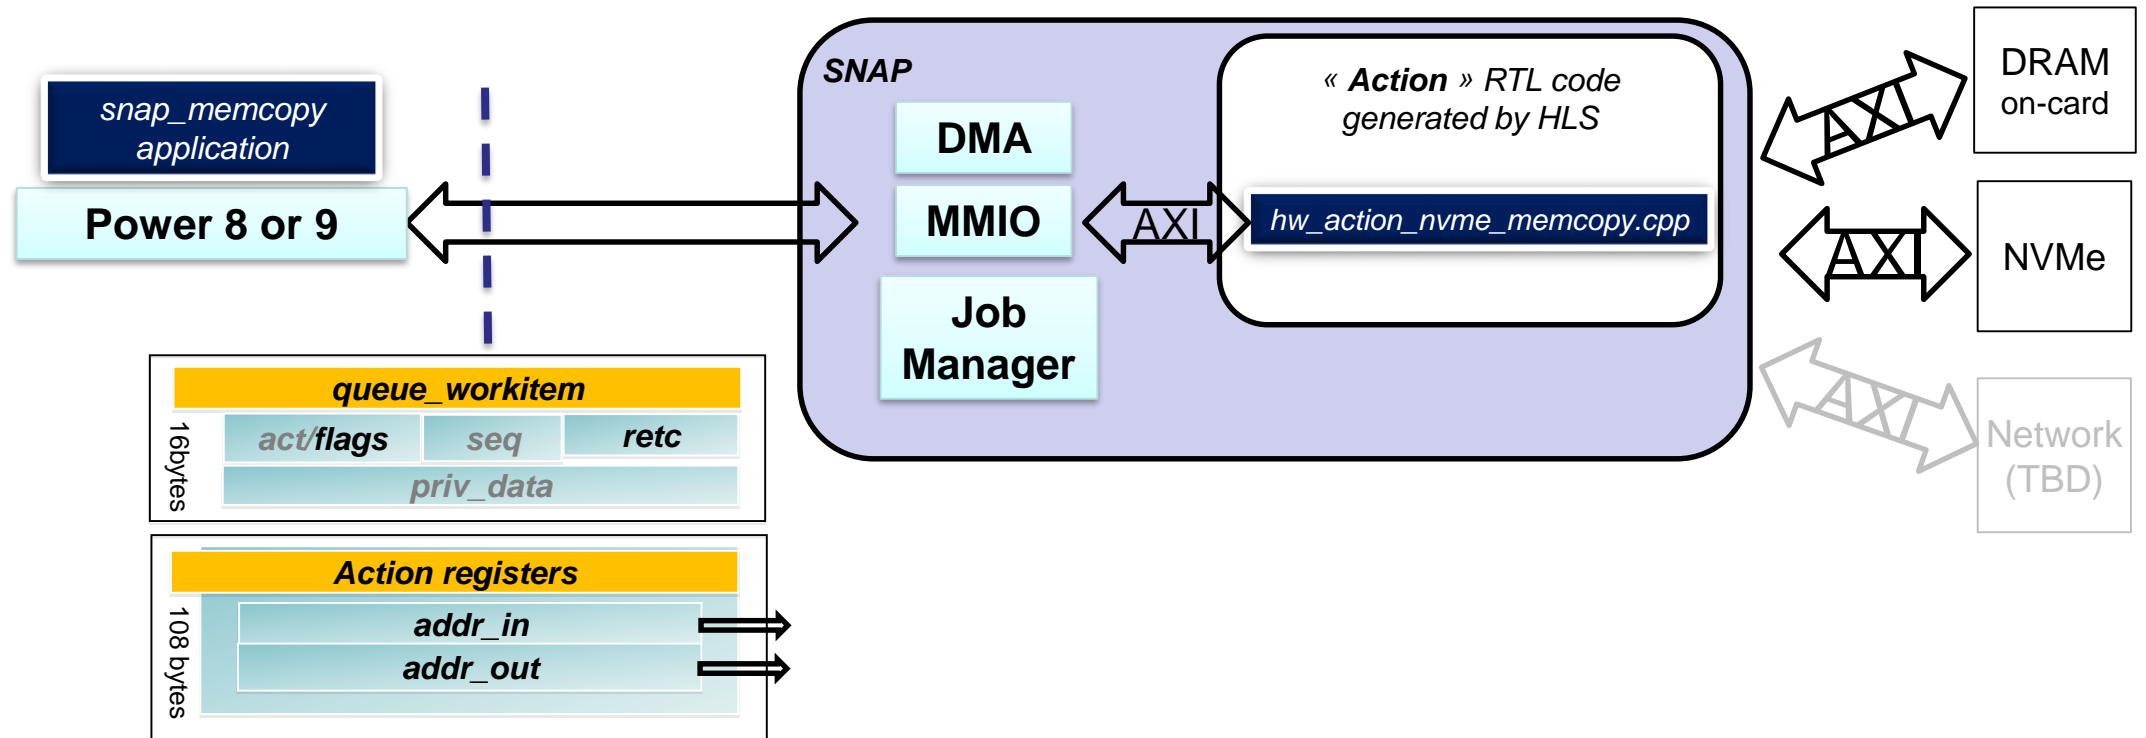 snap_memcopy
application
Power 8 or 9
SNAP
DMA
MMIO
Job
Manager
AXI
« Action » RTL code
generated by HLS
hw_action_nvme_memcopy.cpp
AXI
DRAM
on-card
AXI
NVMe
AXI
Network
(TBD)
queue_workitem
16bytes
act/flags seq retc
priv_data
Action registers
108 bytes
addr_in
addr_out